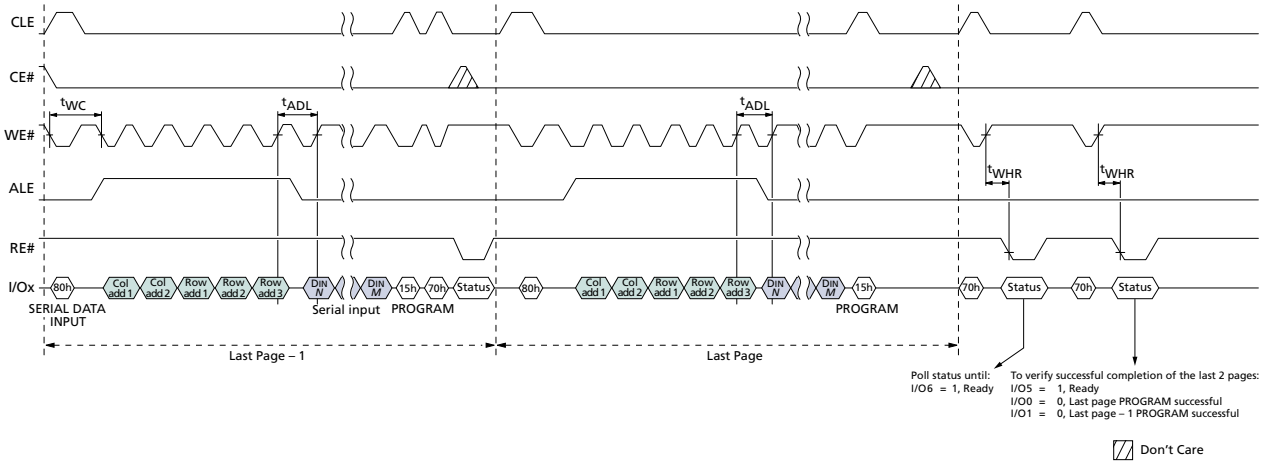 CLE
CE#
tWC
tADL
tADL
WE#
ALE
tWHR
tWHR
RE#
I/Ox
80h
Col add 1
Col add 2
Row add 1
Row add 2
Row add 3
DIN N
DIN M
15h
70h
Status
80h
Col add 1
Col add 2
Row add 1
Row add 2
Row add 3
DIN N
DIN M
15h
70h
Status
70h
Status
SERIAL DATA
INPUT
Serial input
PROGRAM
PROGRAM
Last Page – 1
Last Page
Poll status until:
I/O6 = 1, Ready
To verify successful completion of the last 2 pages:
I/O5 = 1, Ready
I/O0 = 0, Last page PROGRAM successful
I/O1 = 0, Last page – 1 PROGRAM successful
Don't Care